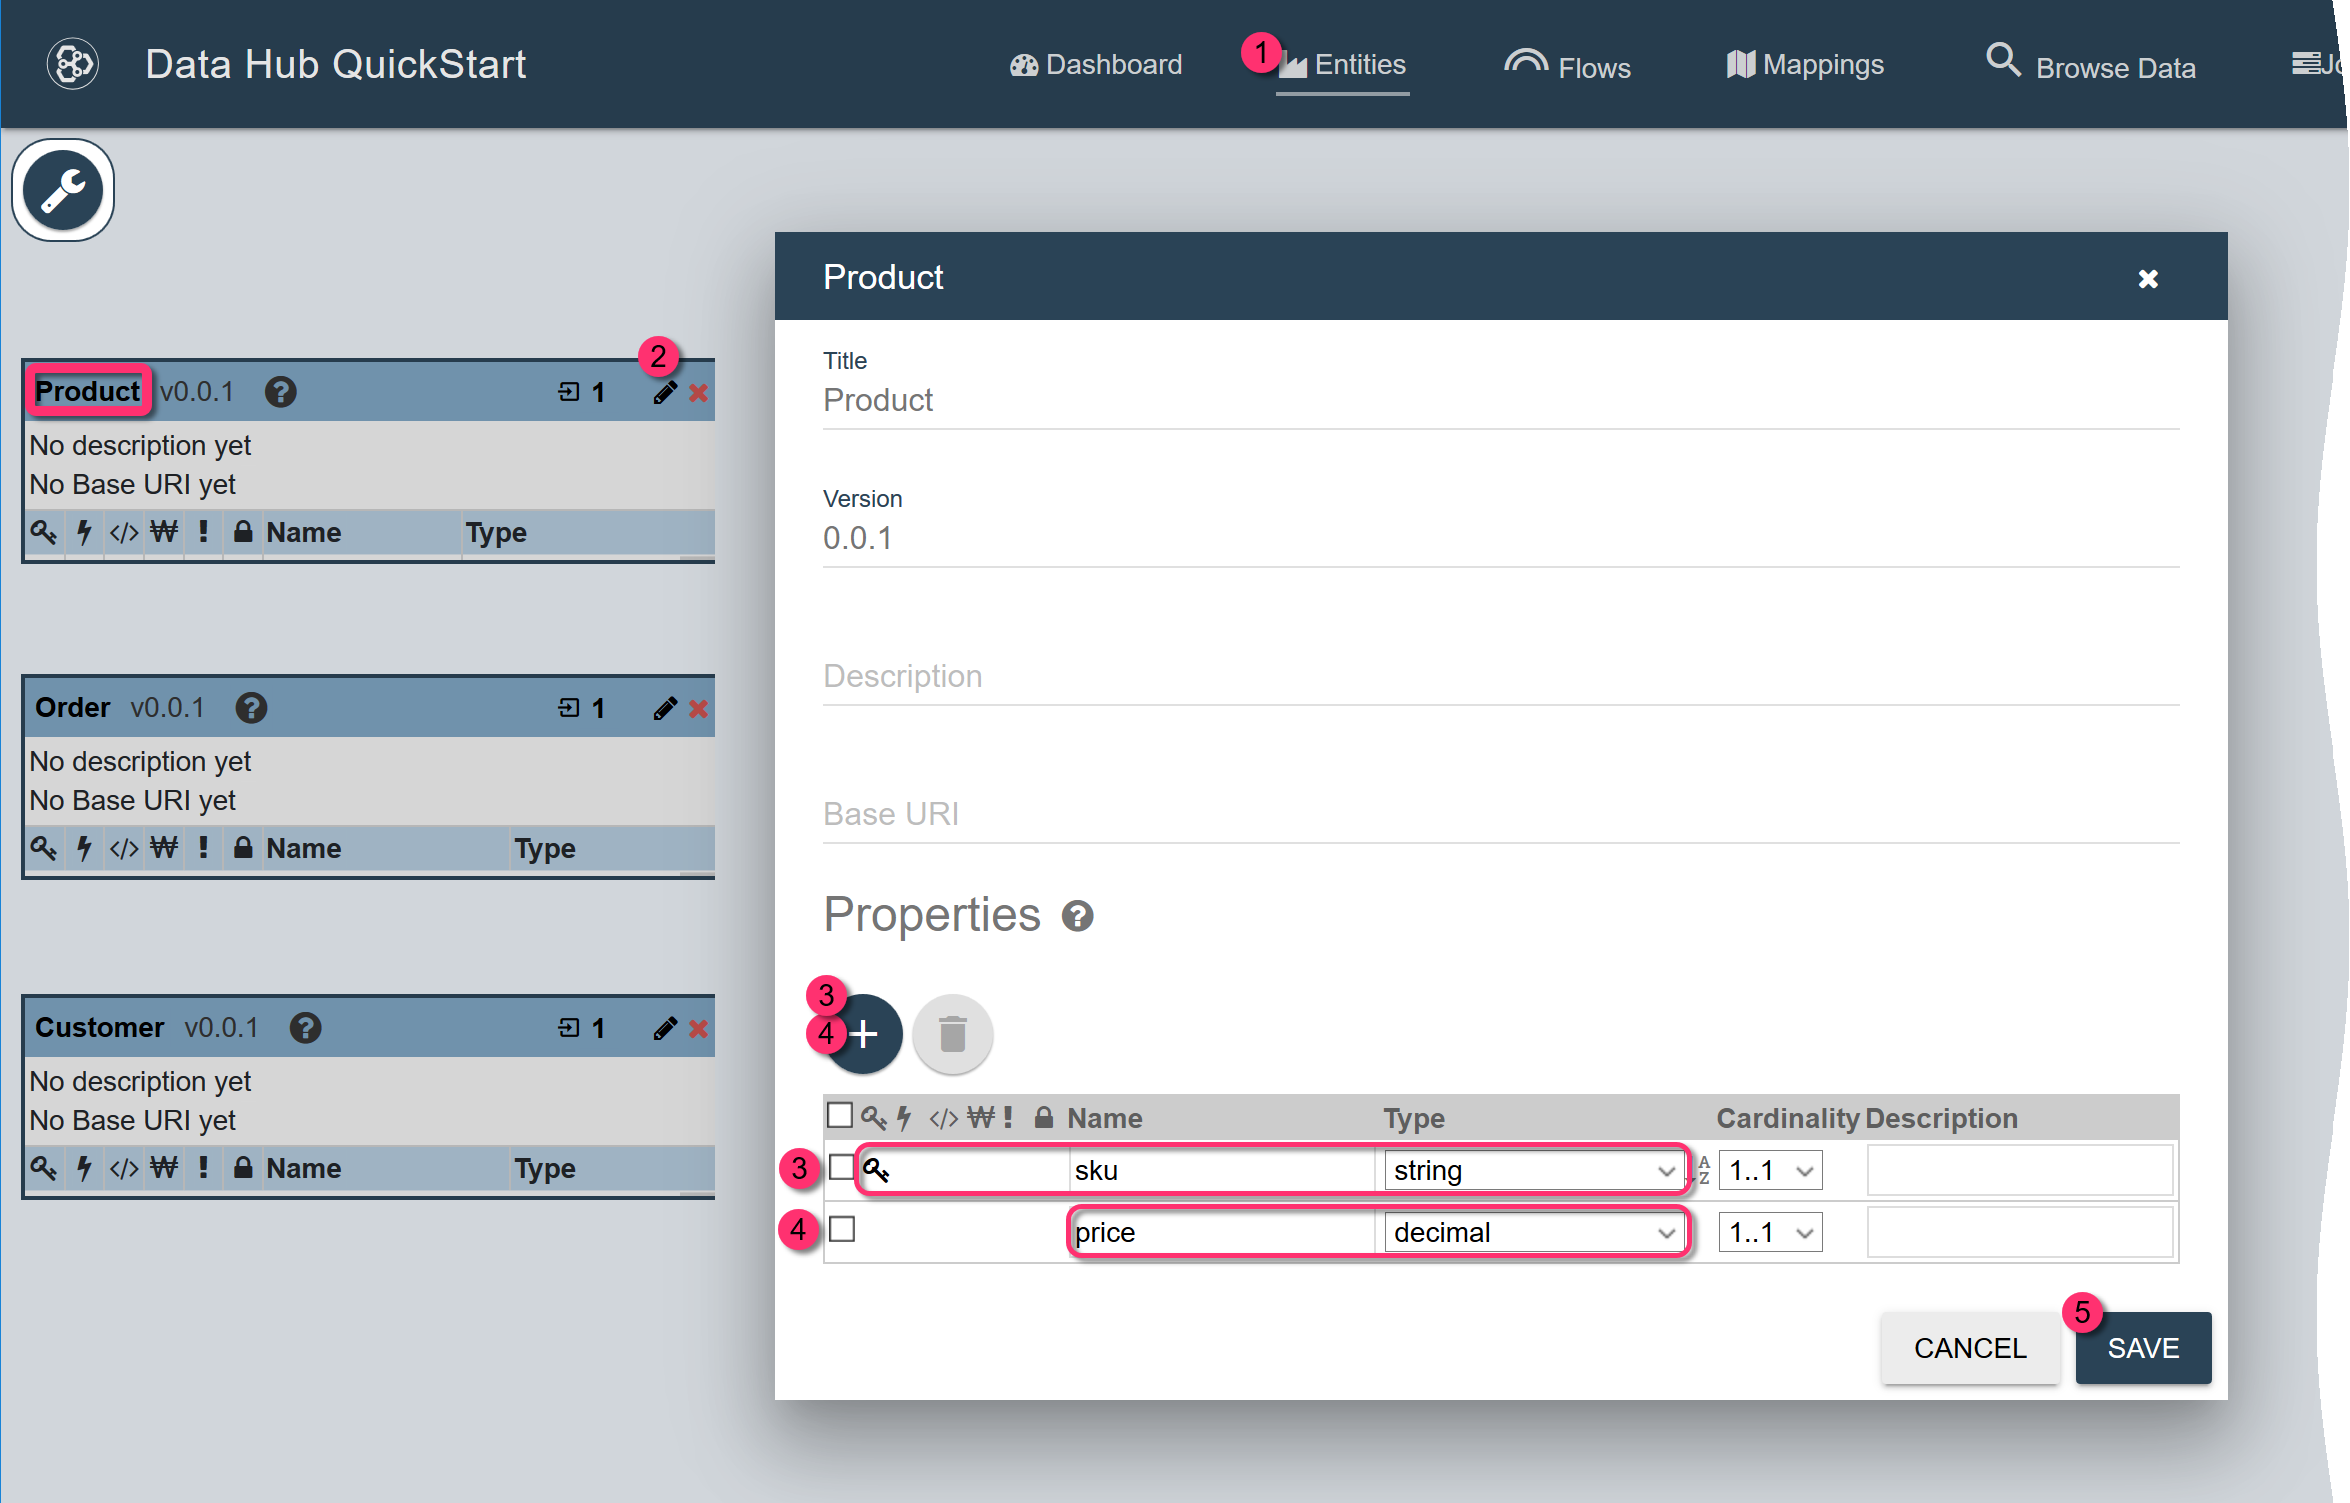 Data Hub QuickStart
Dashboard
1
Entities
Flows
Mappings
Browse Data
Product
Title
Product
Version
0.0.1
Description
Base URI
Properties ?
3
4 +
Name Type Cardinality Description
3 sku string A Z 1..1
4 price decimal 1..1
CANCEL
5
SAVE
2
Product v0.0.1 ? 1
No description yet
No Base URI yet
</> ₩ ! Name Type
Order v0.0.1 ? 1
No description yet
No Base URI yet
</> ₩ ! Name Type
Customer v0.0.1 ? 1
No description yet
No Base URI yet
</> ₩ ! Name Type